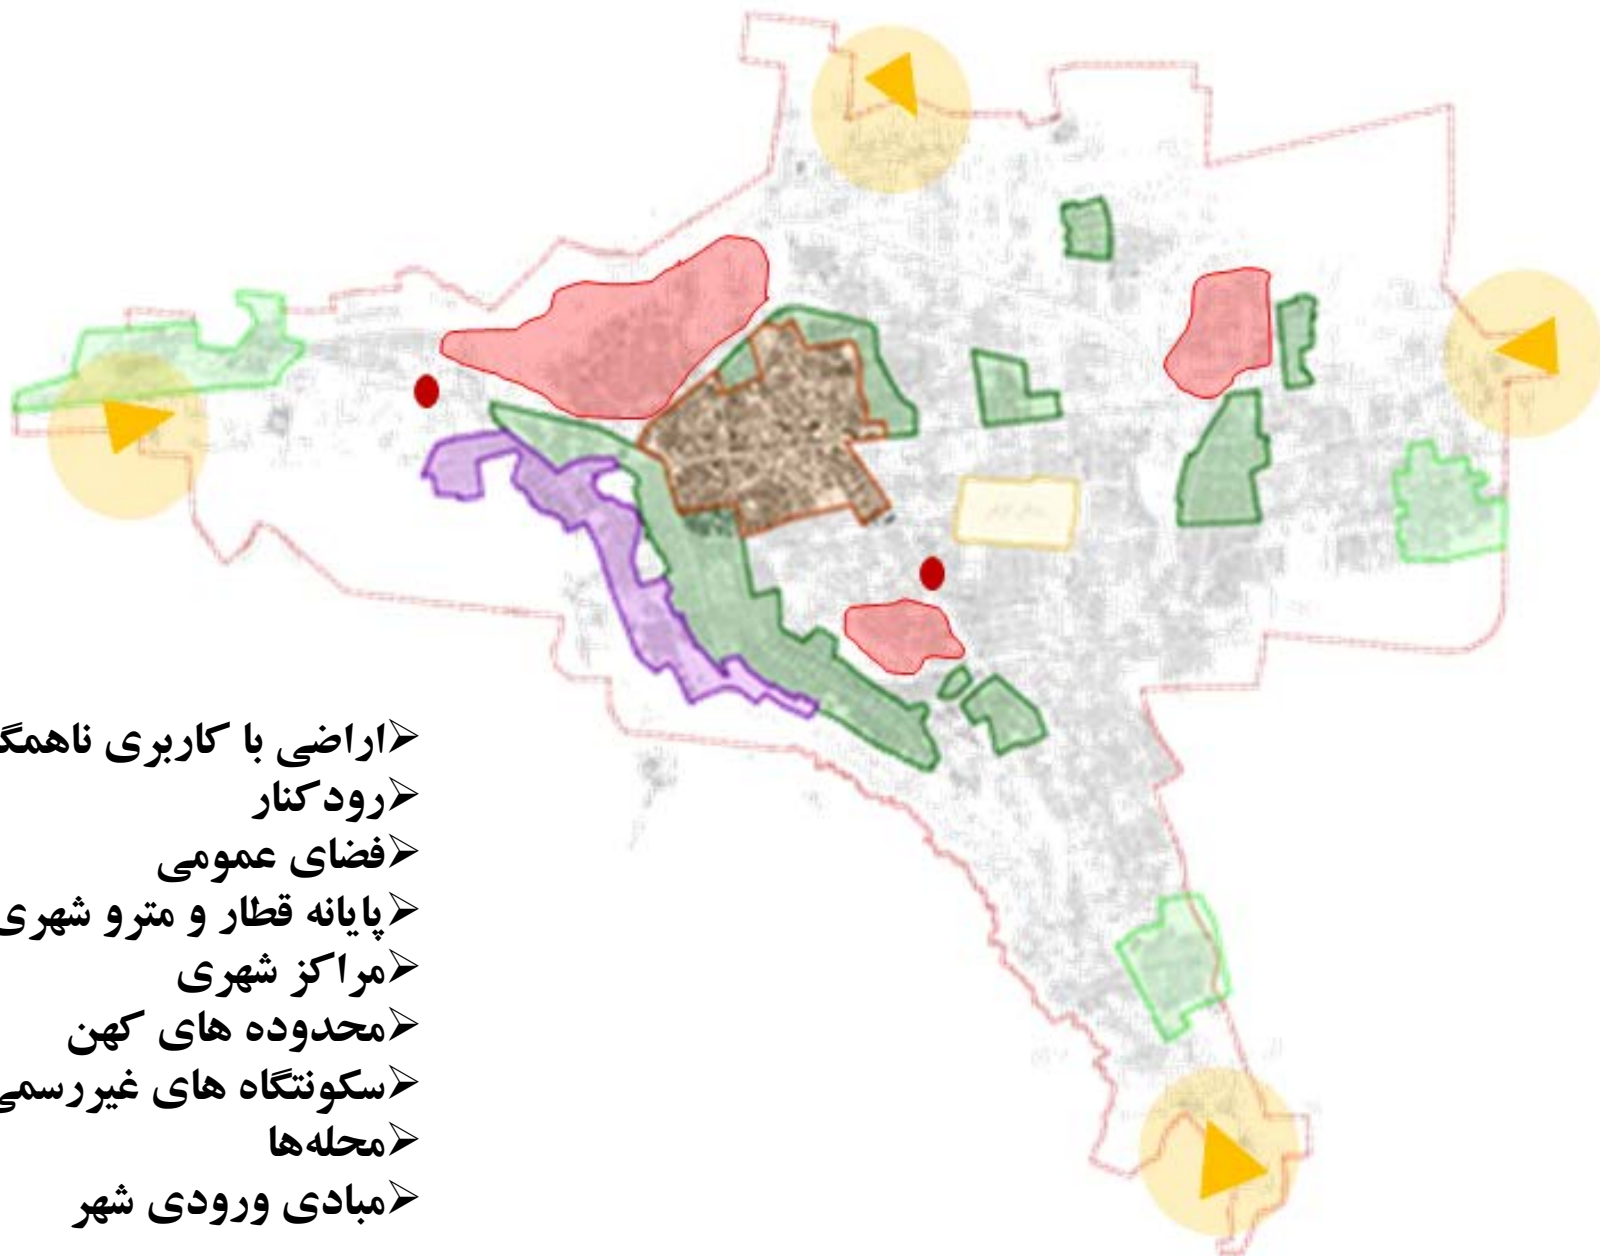 ➢اراضی با کاربری
➢رودکنار
➢فضای عمومی
➢پایانه قطار و مترو شهری
➢مراکز شهری
➢محدوده های کهن
➢سکونتگاه های غیررسمی
➢محله‌ها
➢مبادی ورودی شهر